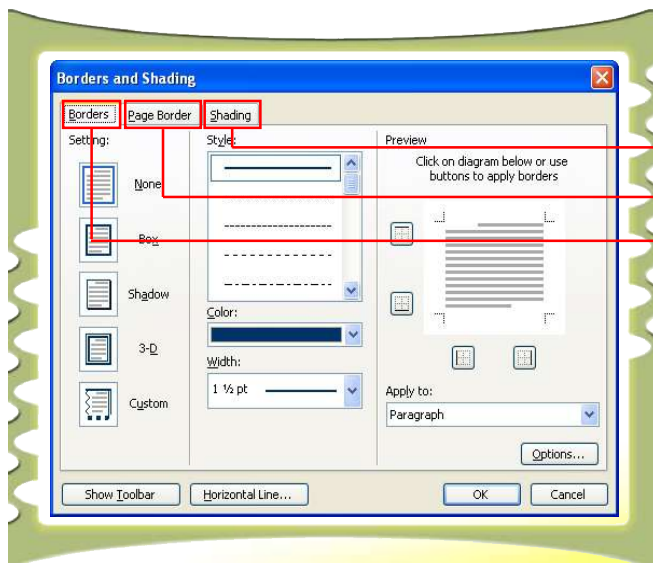 Borders and Shading
Borders
Page Border
Shading
Setting:
None
Box
Shadow
3-D
Custom
Style:
Color:
Width:
1 ½ pt
Preview
Click on diagram below or use
buttons to apply borders
Apply to:
Paragraph
Options...
Show Toolbar
Horizontal Line...
OK
Cancel